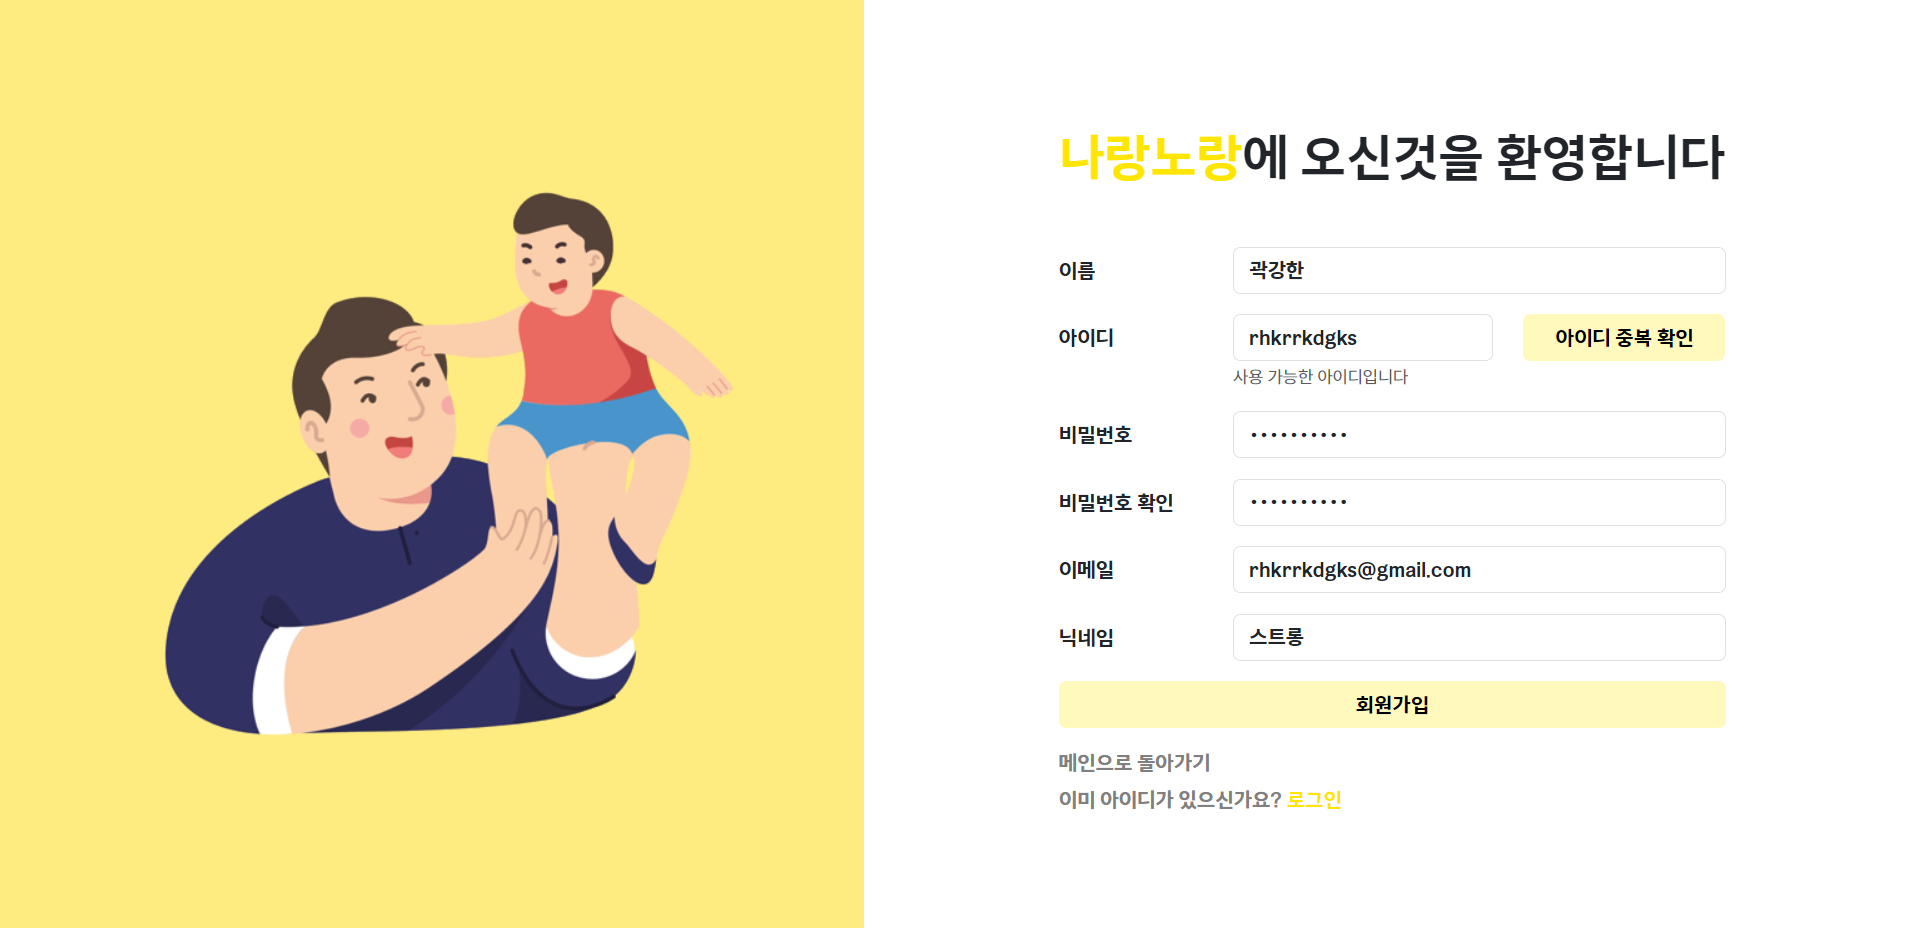 나랑노랑에 오신것을 환영합니다
이름 곽강한
아이디 rhkrrkdgks 아이디 중복 확인
사용 가능한 아이디입니다
비밀번호 ··········
비밀번호 확인 ··········
이메일 rhkrrkdgks@gmail.com
닉네임 스트롱
회원가입
메인으로 돌아가기
이미 아이디가 있으신가요? 로그인